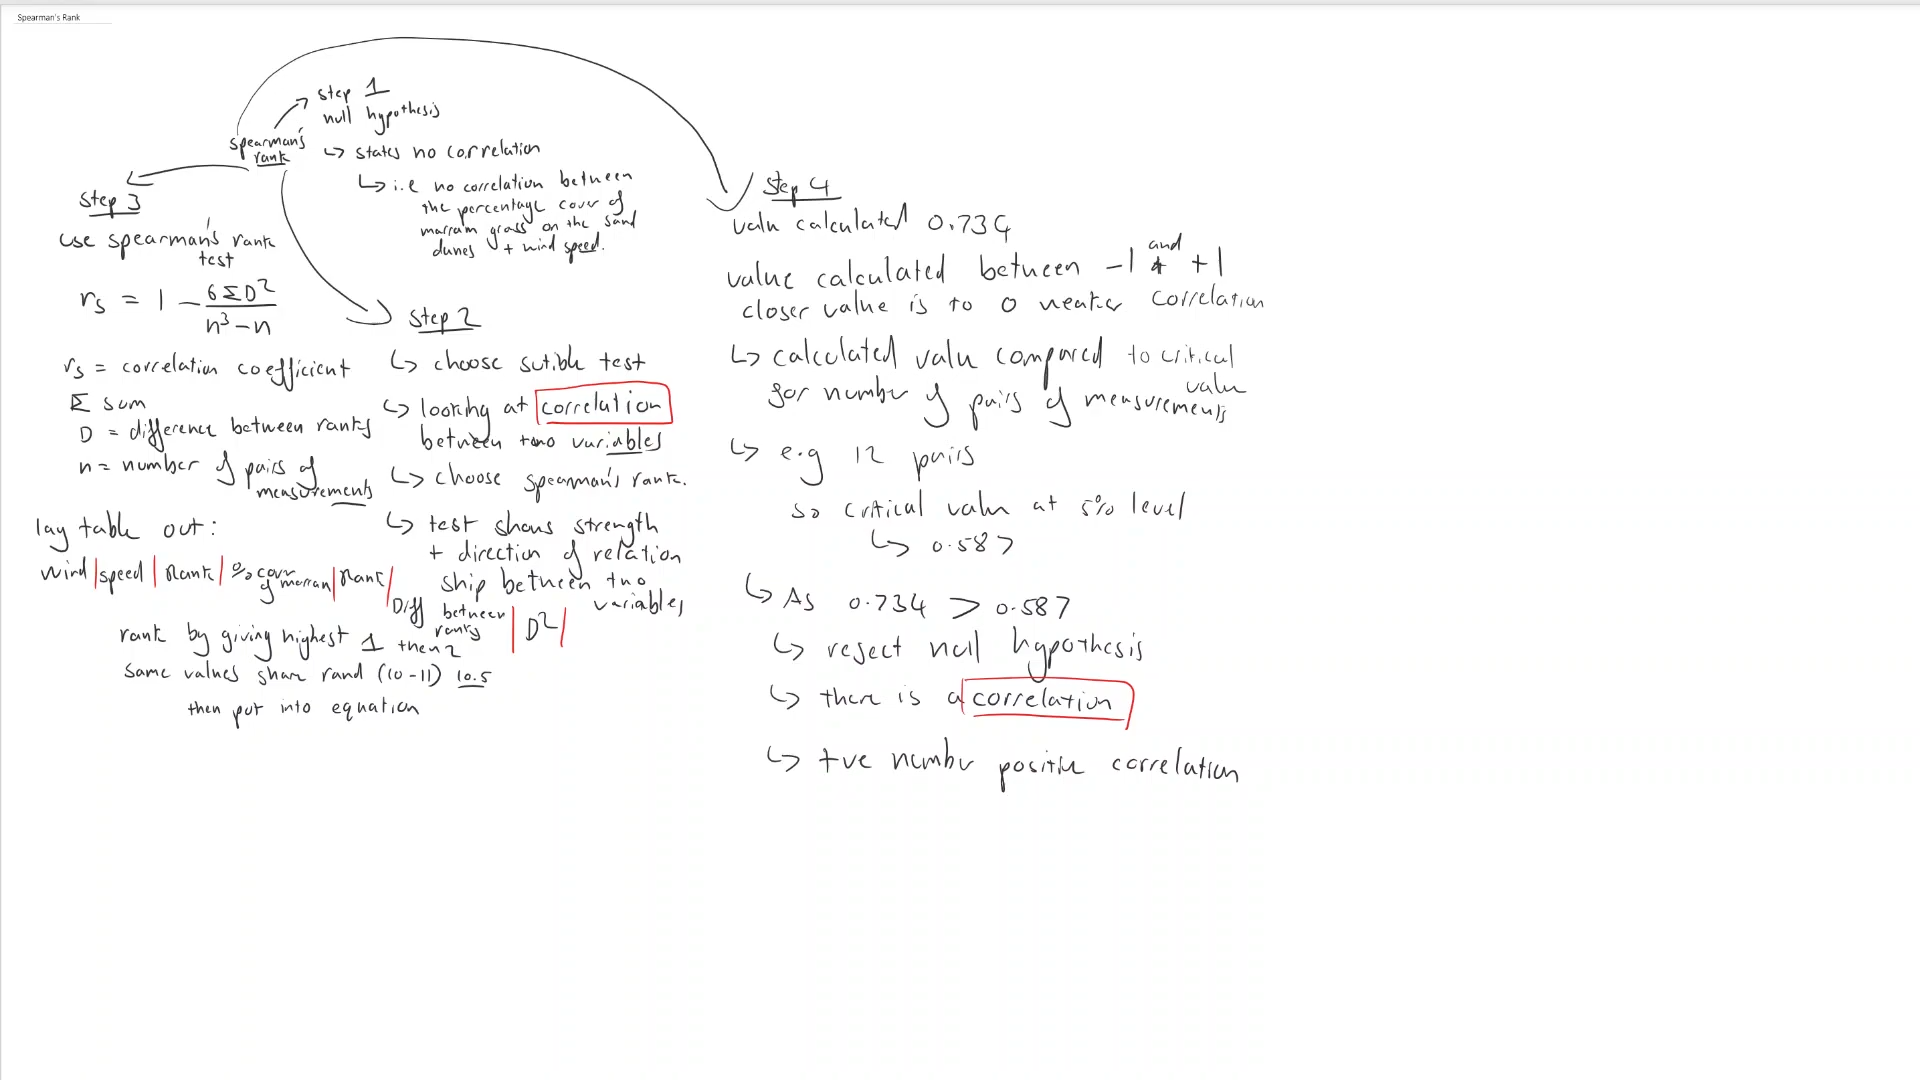 Spearman's Rank
spearman's
rank
step 1
null hypothesis
↳ states no correlation
↳ i.e no correlation between
the percentage cover of
marram grass on the sand
dunes + wind speed.
Step 2
↳ choose sutible test
↳ looking at correlation
between two variables
↳ choose spearman's rank.
↳ test shows strength
+ direction of relation
ship between two
variables
Step 3
use spearman's rank
test
rs = 1 - 6ΣD²
n³-n
rs = correlation coefficient
Σ sum
D = difference between ranks
n = number of pairs of
measurements
lay table out:
wind | speed | Rank | % cover
of marram | Rank |
Diff between
ranks | D² |
rank by giving highest 1 then 2
same values share rand (10-11) 10.5
then put into equation
Step 4
value calculated 0.734
value calculated between -1 and +1
closer value is to 0 weaker correlation
↳ calculated value compared to critical
value
for number of pairs of measurements
↳ e.g 12 pairs
so critical value at 5% level
↳ 0.587
↳ As 0.734 > 0.587
↳ reject null hypothesis
↳ there is a correlation
↳ +ve number positive correlation